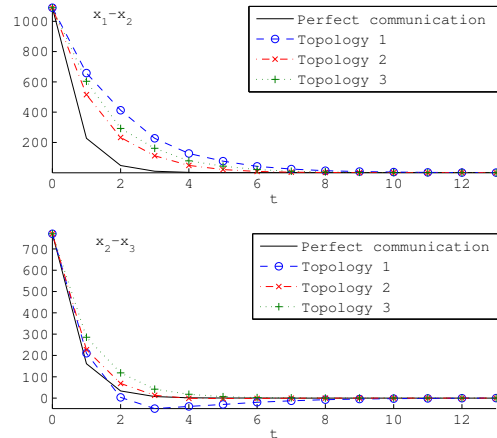 x1-x2
Perfect communication
Topology 1
Topology 2
Topology 3
1000
800
600
400
200
0 2 4 6 8 10 12
t
x2-x3
Perfect communication
Topology 1
Topology 2
Topology 3
700
600
500
400
300
200
100
0
0 2 4 6 8 10 12
t